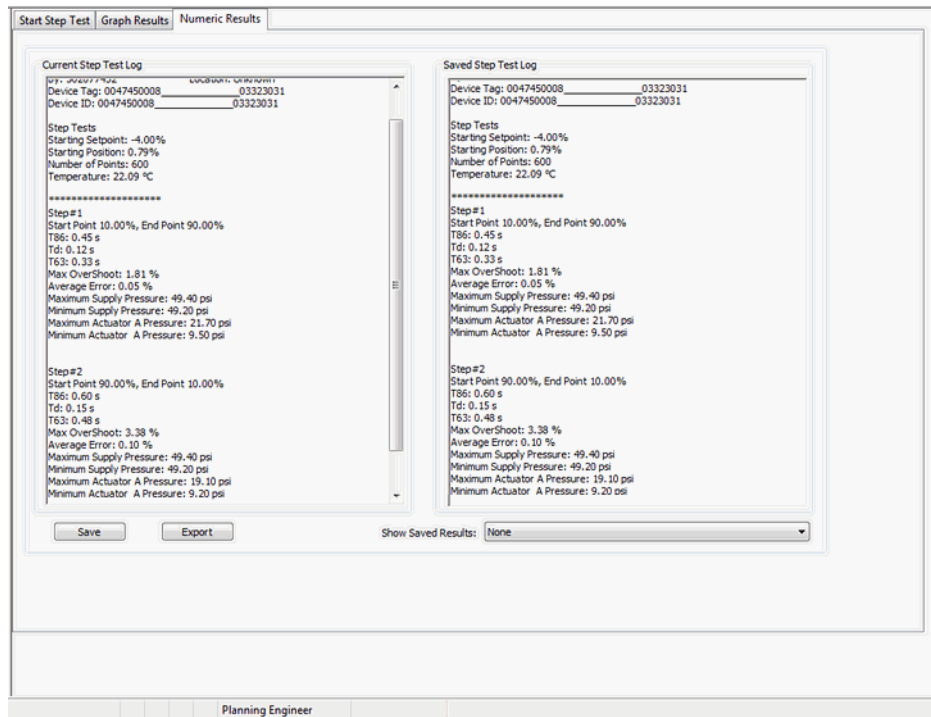 Start Step Test
Graph Results
Numeric Results
Current Step Test Log
Location: Unknown
Device Tag: 0047450008____________03323031
Device ID: 0047450008____________03323031
Step Tests
Starting Setpoint: -4.00%
Starting Position: 0.79%
Number of Points: 600
Temperature: 22.09 ºC
====================
Step#1
Start Point 10.00%, End Point 90.00%
T86: 0.45 s
Td: 0.12 s
T63: 0.33 s
Max OverShoot: 1.81 %
Average Error: 0.05 %
Maximum Supply Pressure: 49.40 psi
Minimum Supply Pressure: 49.20 psi
Maximum Actuator A Pressure: 21.70 psi
Minimum Actuator  A Pressure: 9.50 psi
Step#2
Start Point 90.00%, End Point 10.00%
T86: 0.60 s
Td: 0.15 s
T63: 0.48 s
Max OverShoot: 3.38 %
Average Error: 0.10 %
Maximum Supply Pressure: 49.40 psi
Minimum Supply Pressure: 49.20 psi
Maximum Actuator A Pressure: 19.10 psi
Minimum Actuator  A Pressure: 9.20 psi
Saved Step Test Log
Device Tag: 0047450008____________03323031
Device ID: 0047450008____________03323031
Step Tests
Starting Setpoint: -4.00%
Starting Position: 0.79%
Number of Points: 600
Temperature: 22.09 ºC
====================
Step#1
Start Point 10.00%, End Point 90.00%
T86: 0.45 s
Td: 0.12 s
T63: 0.33 s
Max OverShoot: 1.81 %
Average Error: 0.05 %
Maximum Supply Pressure: 49.40 psi
Minimum Supply Pressure: 49.20 psi
Maximum Actuator A Pressure: 21.70 psi
Minimum Actuator  A Pressure: 9.50 psi
Step#2
Start Point 90.00%, End Point 10.00%
T86: 0.60 s
Td: 0.15 s
T63: 0.48 s
Max OverShoot: 3.38 %
Average Error: 0.10 %
Maximum Supply Pressure: 49.40 psi
Minimum Supply Pressure: 49.20 psi
Maximum Actuator A Pressure: 19.10 psi
Minimum Actuator  A Pressure: 9.20 psi
Save
Export
Show Saved Results: None
Planning Engineer